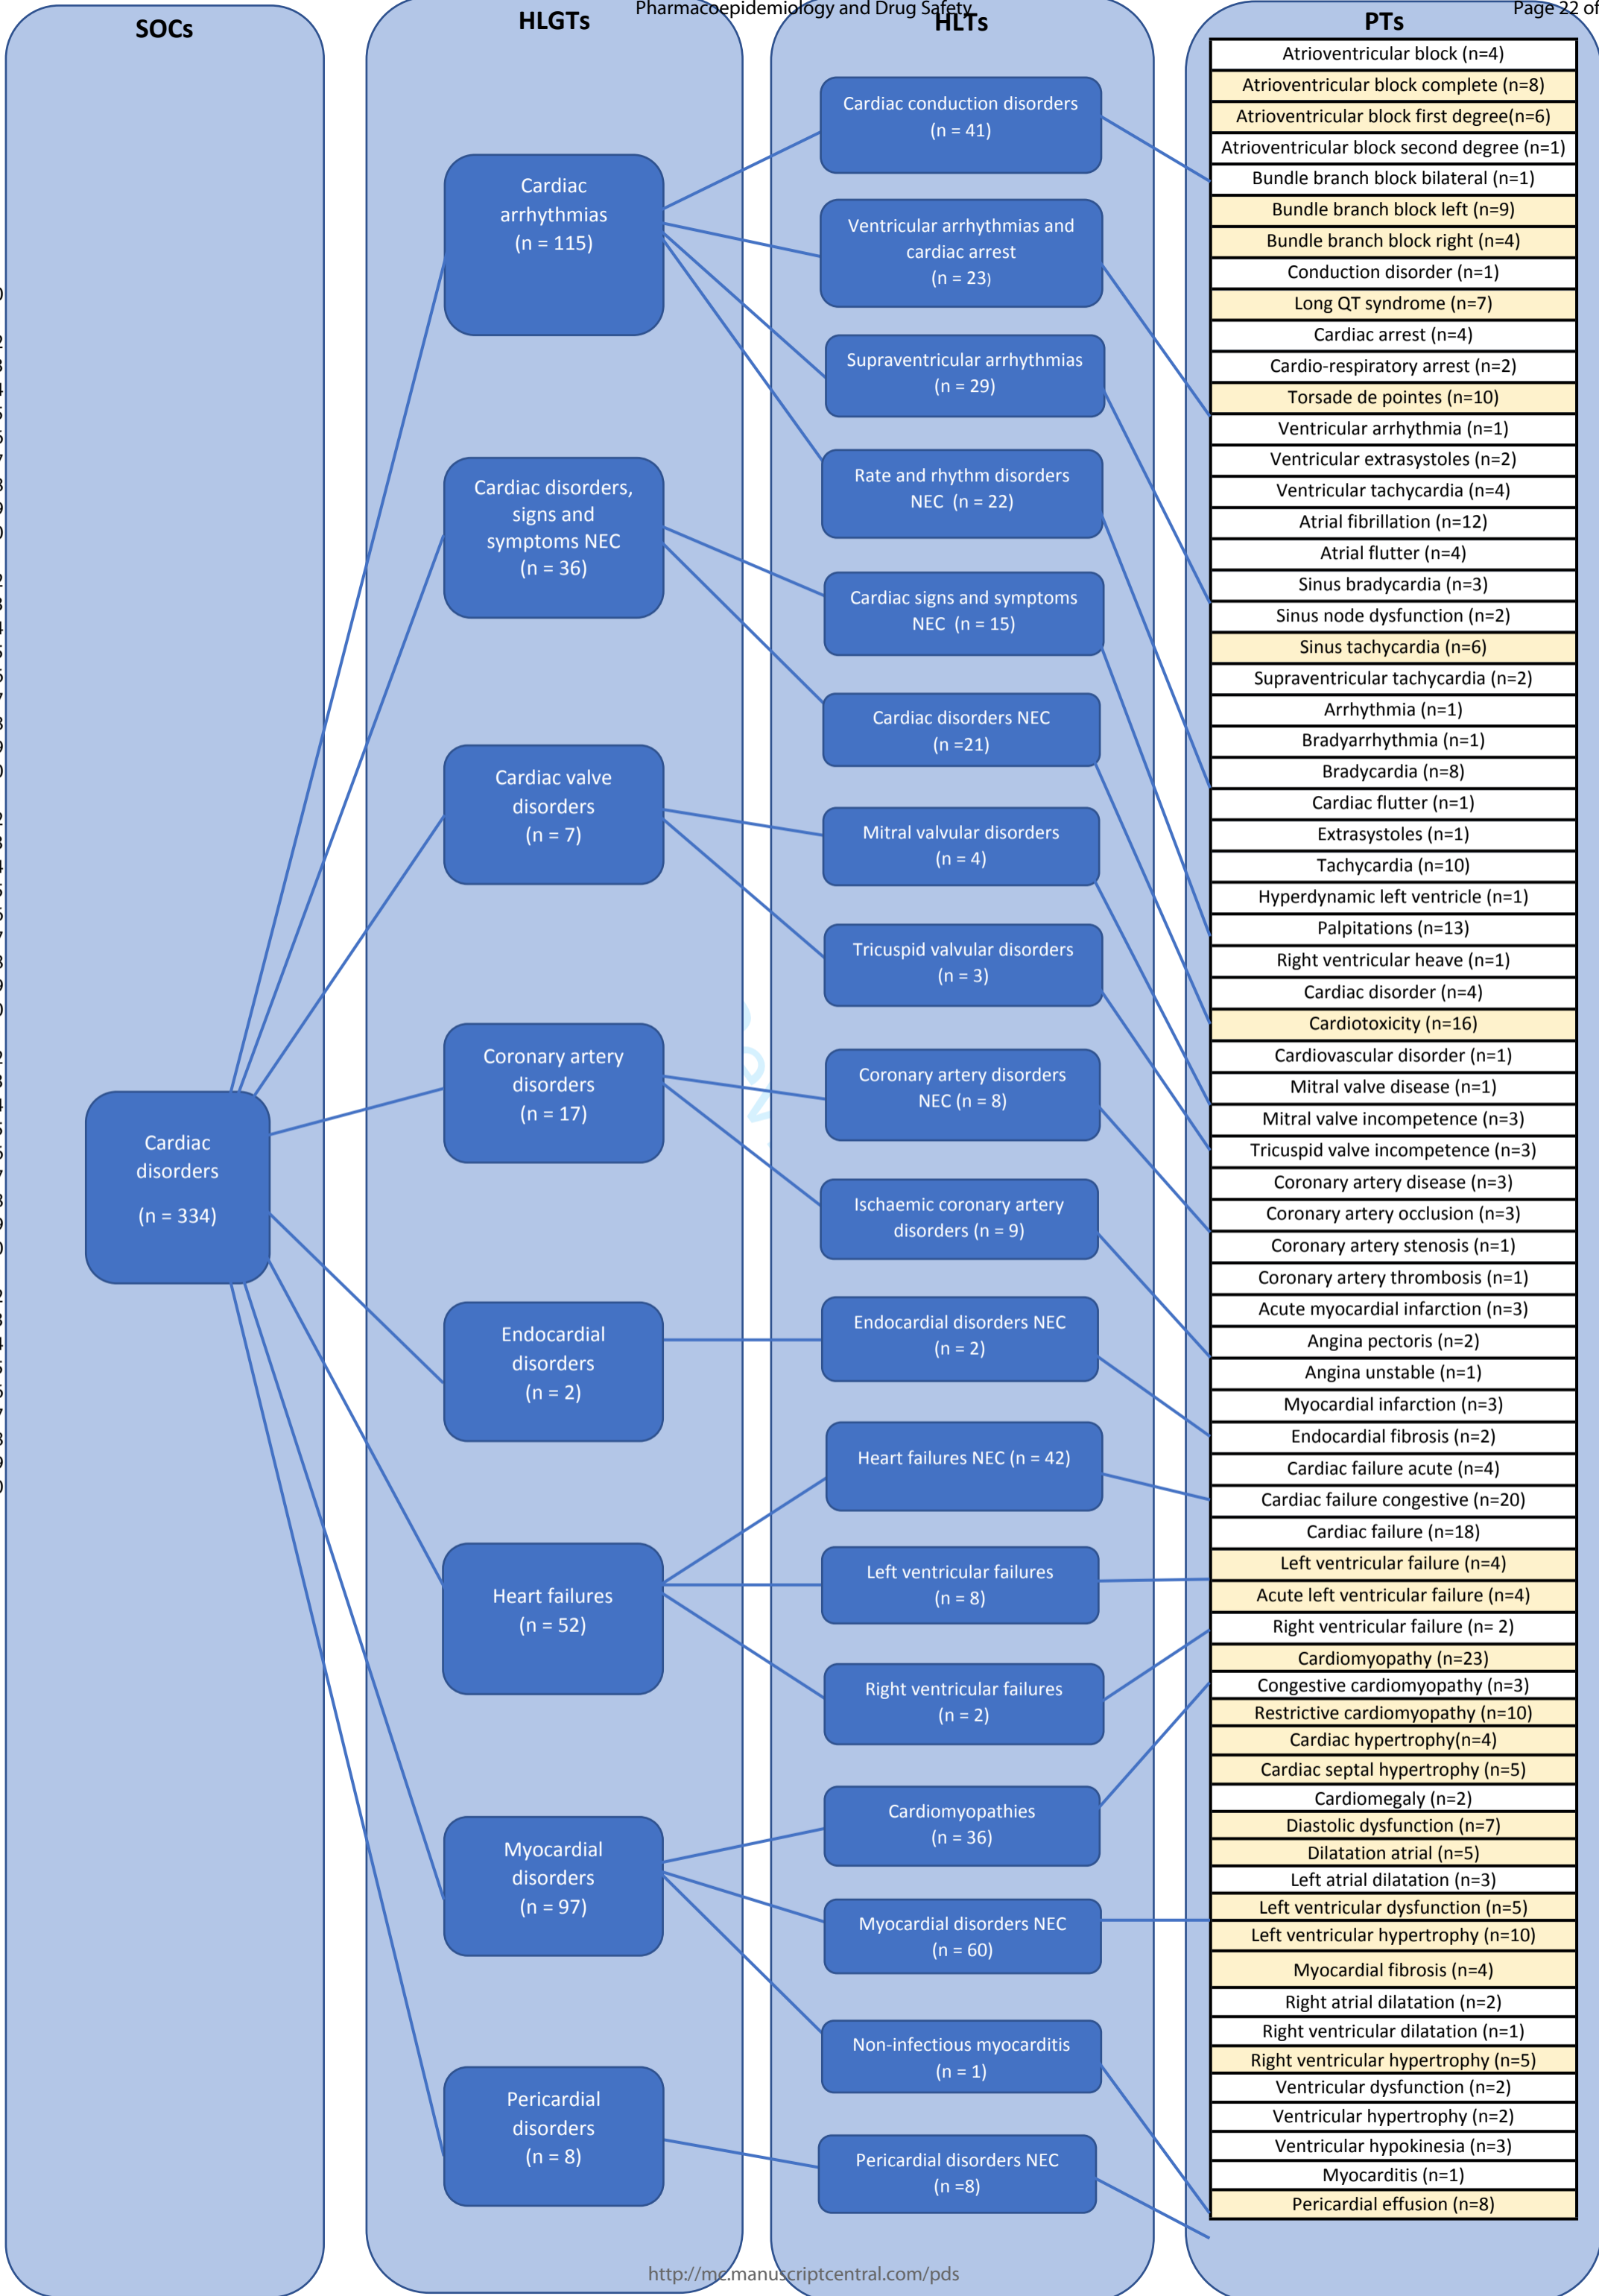 Pharmacoepidemiology and Drug Safety
Page 22 of
SOCs
HLGTs
HLTs
PTs
Cardiac
disorders
(n = 334)
Cardiac
arrhythmias
(n = 115)
Cardiac disorders,
signs and
symptoms NEC
(n = 36)
Cardiac valve
disorders
(n = 7)
Coronary artery
disorders
(n = 17)
Endocardial
disorders
(n = 2)
Heart failures
(n = 52)
Myocardial
disorders
(n = 97)
Pericardial
disorders
(n = 8)
Cardiac conduction disorders
(n = 41)
Ventricular arrhythmias and
cardiac arrest
(n = 23)
Supraventricular arrhythmias
(n = 29)
Rate and rhythm disorders
NEC (n = 22)
Cardiac signs and symptoms
NEC (n = 15)
Cardiac disorders NEC
(n =21)
Mitral valvular disorders
(n = 4)
Tricuspid valvular disorders
(n = 3)
Coronary artery disorders
NEC (n = 8)
Ischaemic coronary artery
disorders (n = 9)
Endocardial disorders NEC
(n = 2)
Heart failures NEC (n = 42)
Left ventricular failures
(n = 8)
Right ventricular failures
(n = 2)
Cardiomyopathies
(n = 36)
Myocardial disorders NEC
(n = 60)
Non-infectious myocarditis
(n = 1)
Pericardial disorders NEC
(n =8)
Atrioventricular block (n=4)
Atrioventricular block complete (n=8)
Atrioventricular block first degree(n=6)
Atrioventricular block second degree (n=1)
Bundle branch block bilateral (n=1)
Bundle branch block left (n=9)
Bundle branch block right (n=4)
Conduction disorder (n=1)
Long QT syndrome (n=7)
Cardiac arrest (n=4)
Cardio-respiratory arrest (n=2)
Torsade de pointes (n=10)
Ventricular arrhythmia (n=1)
Ventricular extrasystoles (n=2)
Ventricular tachycardia (n=4)
Atrial fibrillation (n=12)
Atrial flutter (n=4)
Sinus bradycardia (n=3)
Sinus node dysfunction (n=2)
Sinus tachycardia (n=6)
Supraventricular tachycardia (n=2)
Arrhythmia (n=1)
Bradyarrhythmia (n=1)
Bradycardia (n=8)
Cardiac flutter (n=1)
Extrasystoles (n=1)
Tachycardia (n=10)
Hyperdynamic left ventricle (n=1)
Palpitations (n=13)
Right ventricular heave (n=1)
Cardiac disorder (n=4)
Cardiotoxicity (n=16)
Cardiovascular disorder (n=1)
Mitral valve disease (n=1)
Mitral valve incompetence (n=3)
Tricuspid valve incompetence (n=3)
Coronary artery disease (n=3)
Coronary artery occlusion (n=3)
Coronary artery stenosis (n=1)
Coronary artery thrombosis (n=1)
Acute myocardial infarction (n=3)
Angina pectoris (n=2)
Angina unstable (n=1)
Myocardial infarction (n=3)
Endocardial fibrosis (n=2)
Cardiac failure acute (n=4)
Cardiac failure congestive (n=20)
Cardiac failure (n=18)
Left ventricular failure (n=4)
Acute left ventricular failure (n=4)
Right ventricular failure (n= 2)
Cardiomyopathy (n=23)
Congestive cardiomyopathy (n=3)
Restrictive cardiomyopathy (n=10)
Cardiac hypertrophy(n=4)
Cardiac septal hypertrophy (n=5)
Cardiomegaly (n=2)
Diastolic dysfunction (n=7)
Dilatation atrial (n=5)
Left atrial dilatation (n=3)
Left ventricular dysfunction (n=5)
Left ventricular hypertrophy (n=10)
Myocardial fibrosis (n=4)
Right atrial dilatation (n=2)
Right ventricular dilatation (n=1)
Right ventricular hypertrophy (n=5)
Ventricular dysfunction (n=2)
Ventricular hypertrophy (n=2)
Ventricular hypokinesia (n=3)
Myocarditis (n=1)
Pericardial effusion (n=8)
http://mc.manuscriptcentral.com/pds